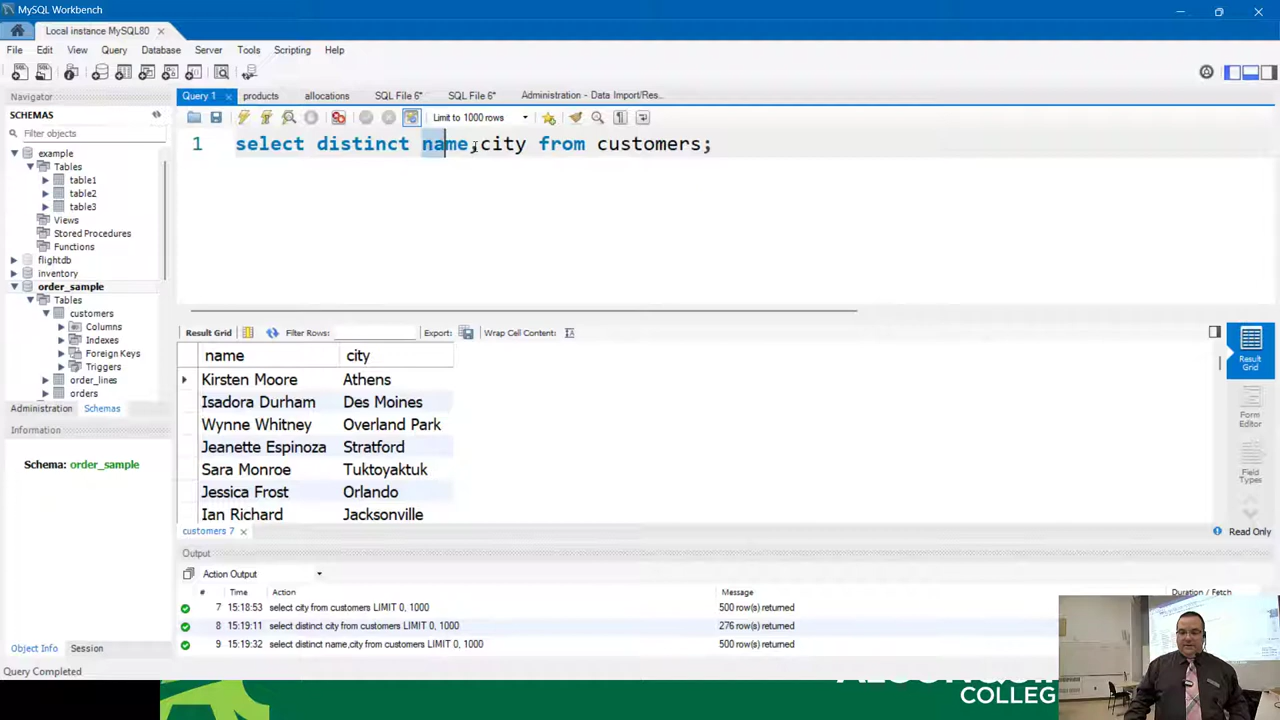 MySQL Workbench
Local instance MySQL80
File Edit View Query Database Server Tools Scripting Help
Navigator
Query 1 products allocations SQL File 6* SQL File 6* Administration - Data Import/Res...
SCHEMAS
Limit to 1000 rows
Filter objects
1 select distinct name,city from customers;
example
Tables
table1
table2
table3
Views
Stored Procedures
Functions
flightdb
inventory
order_sample
Tables
customers
Columns
Indexes
Foreign Keys
Triggers
order_lines
orders
Administration Schemas
Information
Schema: order_sample
Object Info Session
Query Completed
Result Grid Filter Rows: Export: Wrap Cell Content:
name city
Kirsten Moore Athens
Isadora Durham Des Moines
Wynne Whitney Overland Park
Jeanette Espinoza Stratford
Sara Monroe Tuktoyaktuk
Jessica Frost Orlando
Ian Richard Jacksonville
Result Grid
Form Editor
Field Types
customers 7
Read Only
Output
Action Output
# Time Action Message Duration / Fetch
7 15:18:53 select city from customers LIMIT 0, 1000 500 row(s) returned
8 15:19:11 select distinct city from customers LIMIT 0, 1000 276 row(s) returned
9 15:19:32 select distinct name,city from customers LIMIT 0, 1000 500 row(s) returned
COLLEG